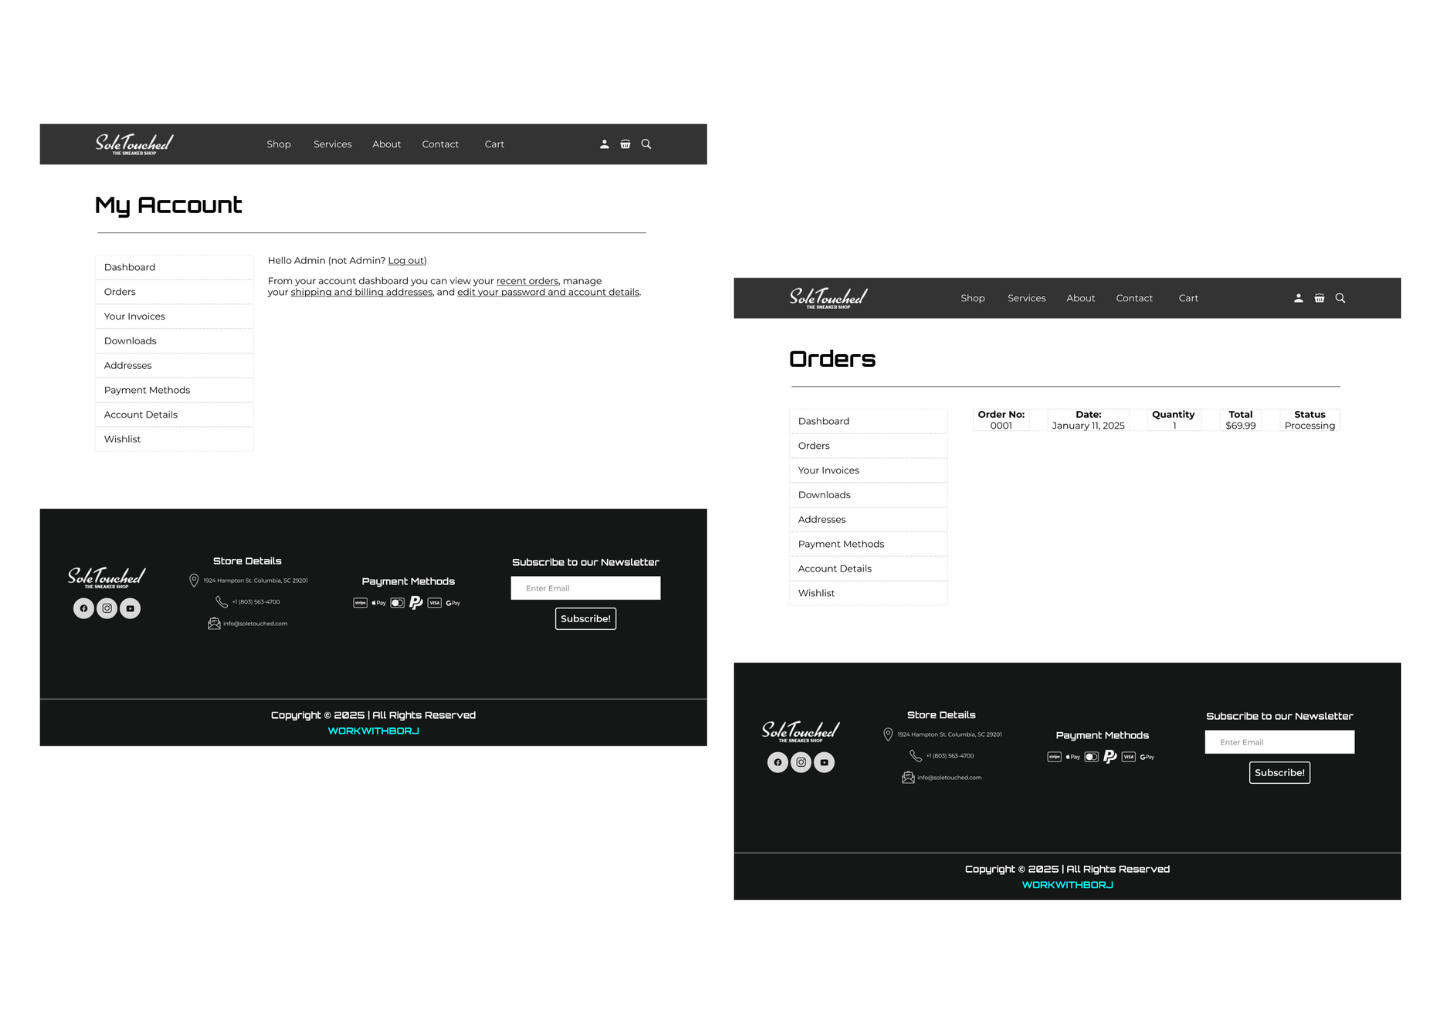 SoleTouched
THE SNEAKER SHOP
Shop Services About Contact Cart
My Account
Dashboard
Orders
Your Invoices
Downloads
Addresses
Payment Methods
Account Details
Wishlist
Hello Admin (not Admin? Log out)
From your account dashboard you can view your recent orders, manage
your shipping and billing addresses, and edit your password and account details.
SoleTouched
THE SNEAKER SHOP
Store Details
1924 Hampton St. Columbia, SC 29201
+1 (803) 563-4700
info@soletouched.com
Payment Methods
stripe Pay VISA G Pay
Subscribe to our Newsletter
Enter Email
Subscribe!
Copyright © 2025 | All Rights Reserved
WORKWITHBORJ
SoleTouched
THE SNEAKER SHOP
Shop Services About Contact Cart
Orders
Dashboard
Orders
Your Invoices
Downloads
Addresses
Payment Methods
Account Details
Wishlist
Order No: Date: Quantity Total Status
0001 January 11, 2025 1 $69.99 Processing
SoleTouched
THE SNEAKER SHOP
Store Details
1924 Hampton St. Columbia, SC 29201
+1 (803) 563-4700
info@soletouched.com
Payment Methods
stripe Pay VISA G Pay
Subscribe to our Newsletter
Enter Email
Subscribe!
Copyright © 2025 | All Rights Reserved
WORKWITHBORJ